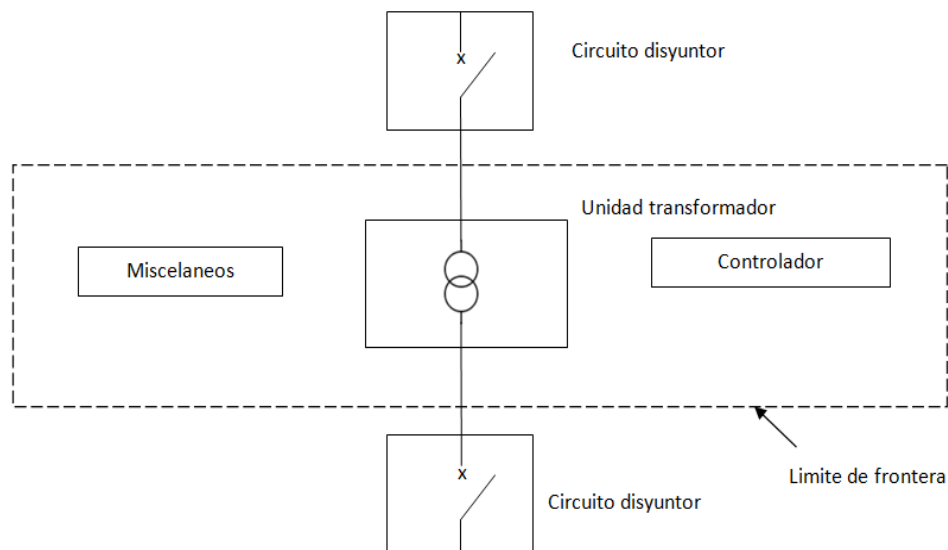 Circuito disyuntor
x
Unidad transformador
Miscelaneos
Controlador
Limite de frontera
x
Circuito disyuntor